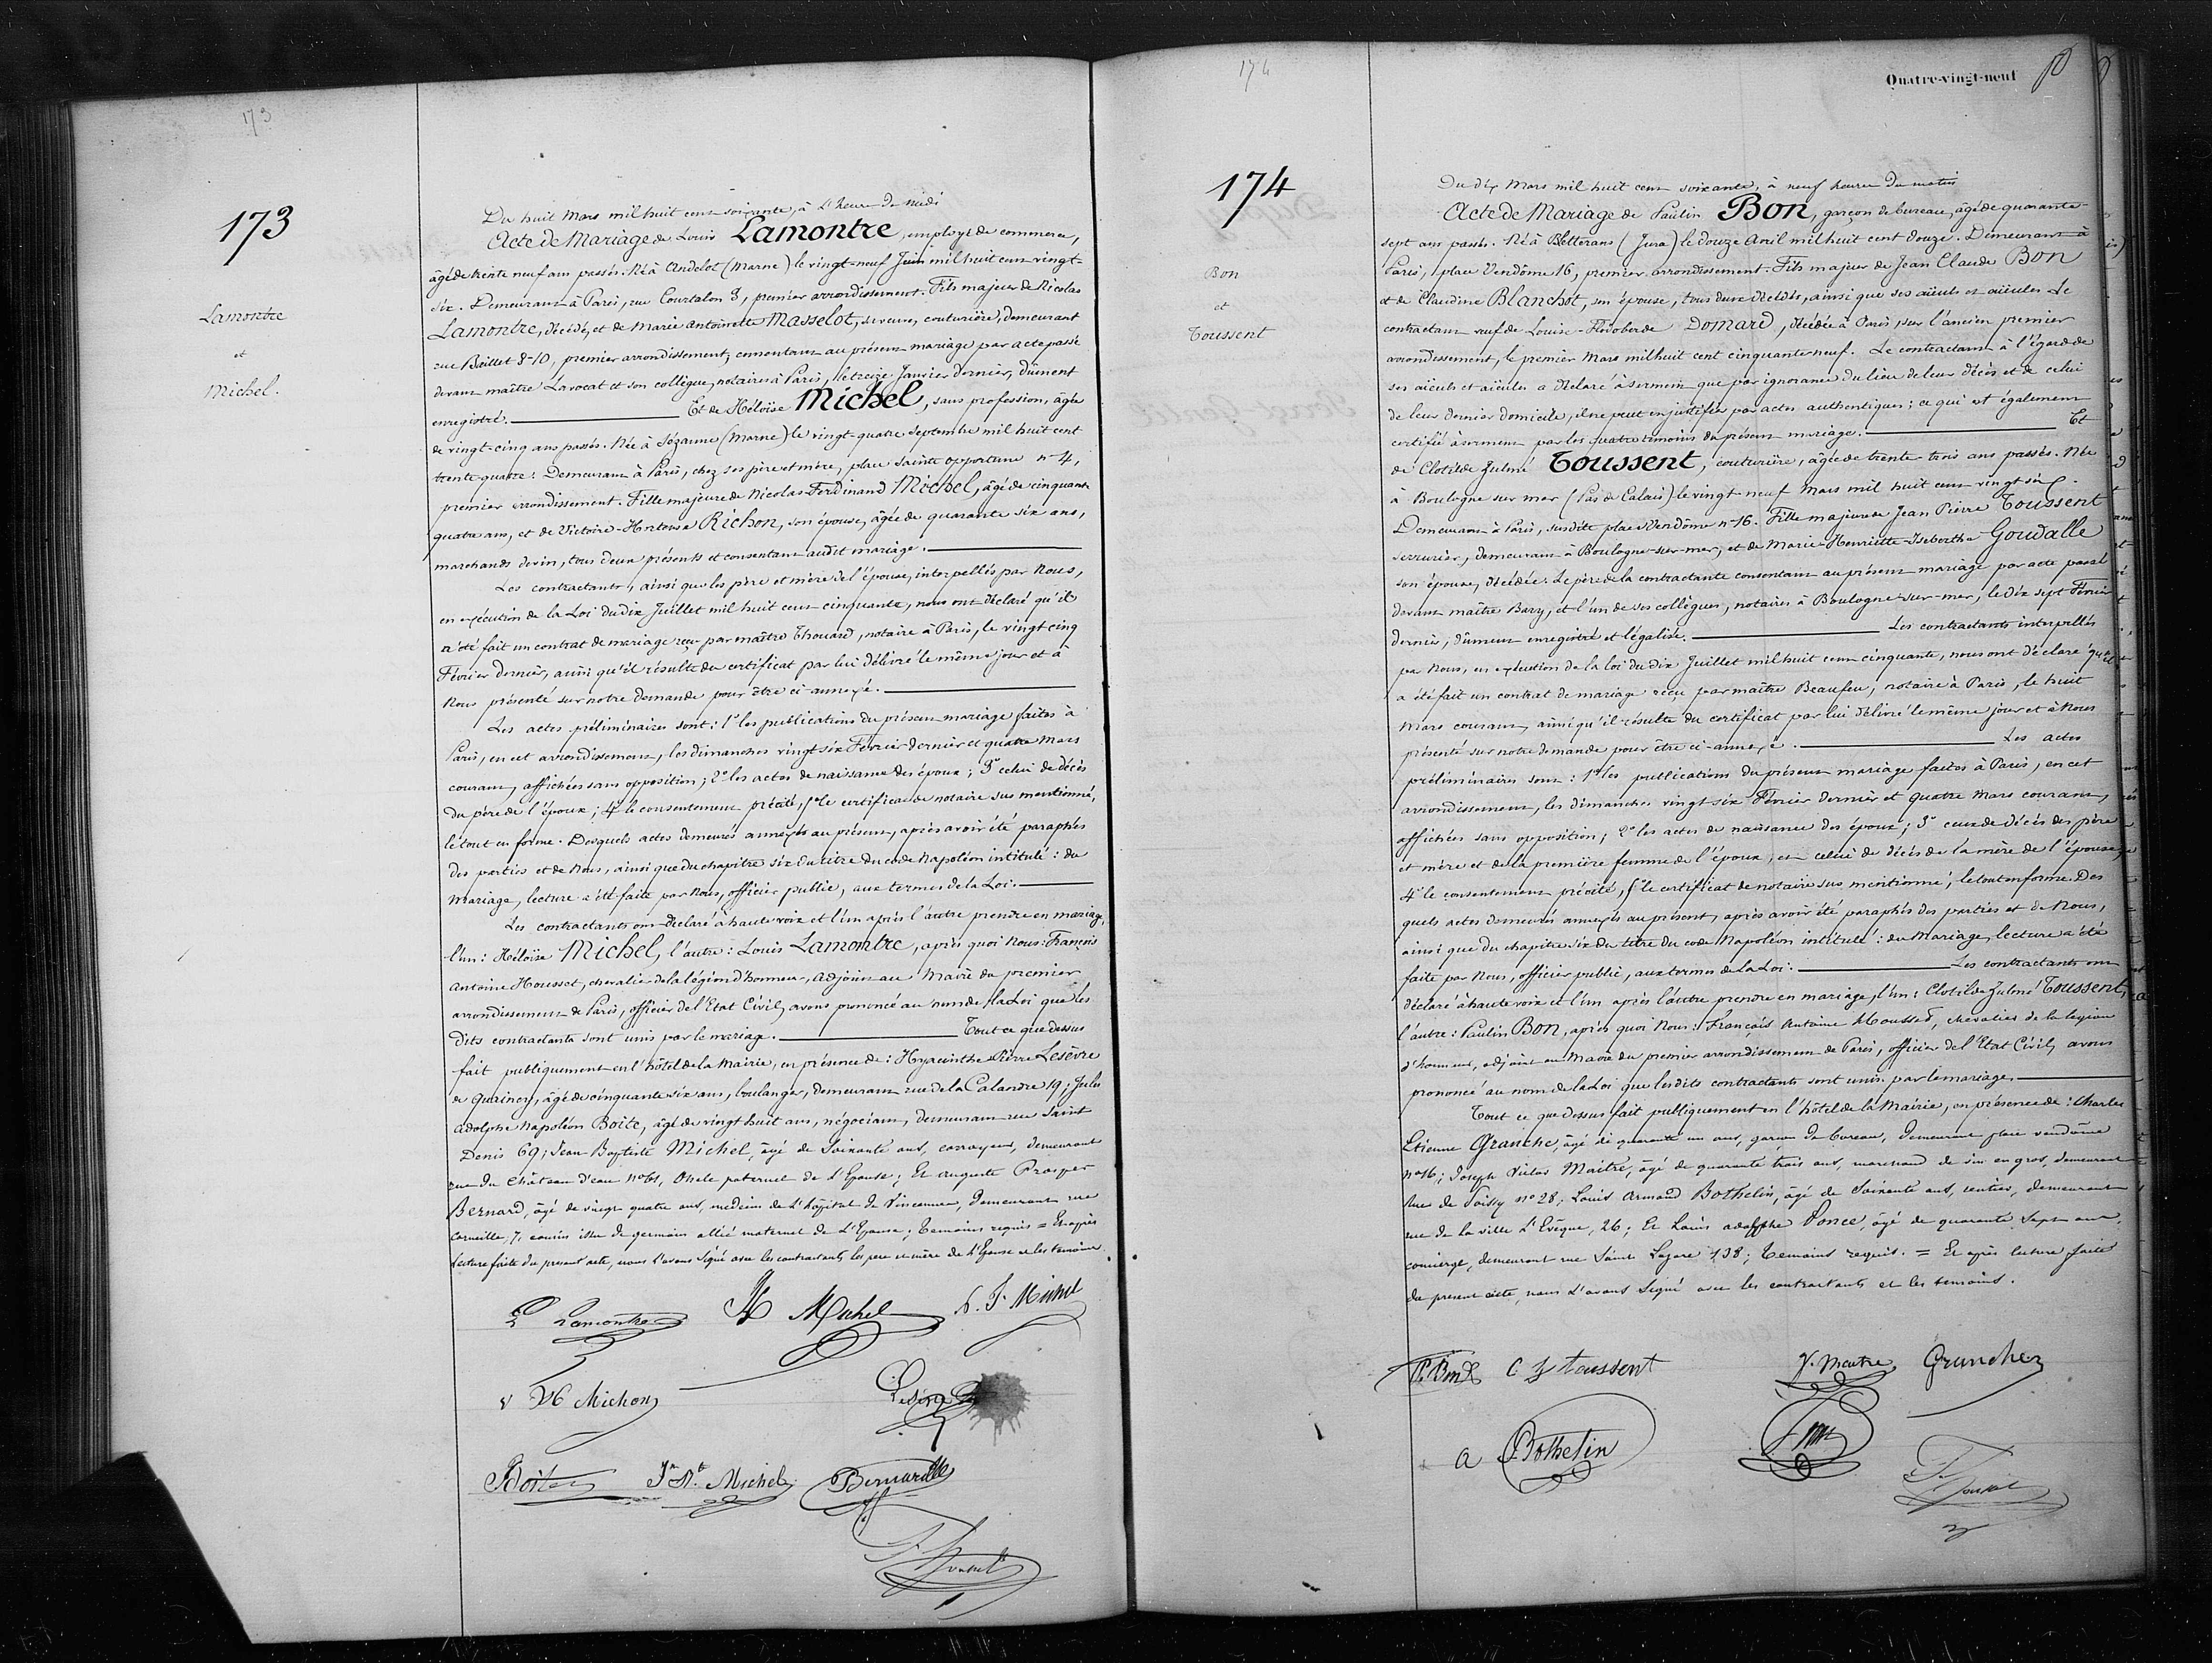 173
173
Lamontre
et
Michel.
Du huit Mars mil huit cent soixante, à l'heure de midi
Acte de Mariage de Louis Lamontre, employé de commerce,
âgé de trente neuf ans passés. Né à Andelot (Marne) le vingt-neuf Juin mil huit cent vingt-
six. Demeurant à Paris, rue Courtalon 3, premier arrondissement. Fils majeur de Nicolas
Lamontre, décédé, et de Marie Antoinette Masselot, sa veuve, couturière, demeurant
rue Baillet 8-10, premier arrondissement, consentant au présent mariage par acte passé
devant maître Lavocat et son collègue, notaires à Paris, le treize Janvier dernier, dûment
enregistré. Et de Héloïse Michel, sans profession, âgée
de vingt-cinq ans passés. Née à Sézanne (Marne) le vingt-quatre Septembre mil huit cent
trente quatre. Demeurant à Paris, chez ses père et mère, place Sainte Opportune n° 4,
premier arrondissement. Fille majeure de Nicolas Ferdinand Michel, âgé de cinquante
quatre ans, et de Victoire-Hortense Richon, son épouse, âgée de quarante six ans,
marchands de vin, tous deux présents et consentant audit mariage.
Les contractants, ainsi que les père et mère de l'épouse, interpellés par Nous,
en exécution de la Loi du dix Juillet mil huit cent cinquante, nous ont déclaré qu'il
a été fait un contrat de mariage reçu par maître Thouard, notaire à Paris, le vingt cinq
Février dernier, ainsi qu'il résulte du certificat par lui délivré le même jour et à
Nous présenté sur notre demande pour être ci-annexé.
Les actes préliminaires sont: 1° les publications du présent mariage faites à
Paris, en cet arrondissement, les dimanches vingt six Février dernier et quatre Mars
courant, affichées sans opposition; 2° les actes de naissance des époux; 3° celui de décès
du père de l'époux; 4° le consentement précité, 5° le certificat de notaire sus mentionné,
le tout en forme. Desquels actes demeurés annexés au présent, après avoir été paraphés
des parties et de Nous, ainsi que du chapitre six du titre du code Napoléon intitulé: du
Mariage, lecture a été faite par Nous, officier public, aux termes de la Loi.
Les contractants ont déclaré à haute voix et l'un après l'autre prendre en mariage,
l'un: Héloïse Michel, l'autre: Louis Lamontre, après quoi Nous: François
Antoine Housset, chevalier de la légion d'honneur, Adjoint au Maire du premier
arrondissement de Paris, officier de l'Etat Civil, avons prononcé au nom de la Loi que les
dits contractants sont unis par le mariage. Tout ce que dessus
fait publiquement en l'hôtel de la Mairie, en présence de: Hyacinthe Pierre Lesèvre
de Queincy, âgé de cinquante six ans, boulanger, demeurant rue de la Calandre 19; Jules
Adolphe Napoléon Boite, âgé de vingt huit ans, négociant, demeurant rue Saint
Denis 69; Jean Baptiste Michel, âgé de soixante ans, corroyeur, demeurant
rue du Château d'eau n° 61, Oncle paternel de l'Epouse; Et Auguste Prosper
Bernard, âgé de vingt quatre ans, médecin de l'hôpital de Vincennes, demeurant rue
Corneille, 7, cousin issu de germain allié maternel de l'Epouse; Témoins requis = Et après
Lecture faite du présent acte, nous l'avons signé avec les contractants les père et mère de l'Epouse et les témoins.
L Lamontre H Michel N. F. Michel
V H Richon Lesèvre
Boite Jn Bte Michel Bernard
F Housset
174
Quatre-vingt-neuf
174
Bon
et
Toussent
Du dix Mars mil huit cent soixante, à neuf heures du matin
Acte de Mariage de Paulin Bon, garçon de bureau, âgé de quarante-
sept ans passés. Né à Bletterans (Jura) le douze Avril mil huit cent douze. Demeurant à
Paris, place Vendôme 16, premier arrondissement. Fils majeur de Jean Claude Bon
et de Claudine Blanchot, son épouse, tous deux décédés, ainsi que ses aïeuls et aïeules. Le
contractant veuf de Louise-Flodoberde Domard, décédée à Paris, sur l'ancien premier
arrondissement, le premier Mars mil huit cent cinquante neuf. Le contractant à l'égard de
ses aïeuls et aïeules a déclaré à serment que par ignorance du lieu de leur décès et de celui
de leur dernier domicile, il ne peut en justifier par actes authentiques; ce qui est également
certifié à serment par les quatre témoins du présent mariage. Et
de Clotilde Zulmé Toussent, couturière, âgée de trente-trois ans passés. Née
à Boulogne sur mer (Pas de Calais) le vingt-neuf Mars mil huit cent vingt six.
Demeurant à Paris, susdite place Vendôme n° 16. Fille majeure de Jean Pierre Toussent
serrurier, demeurant à Boulogne-sur-mer, et de Marie-Henriette-Iseberthe Goudalle
son épouse, décédée. Le père de la contractante consentant au présent mariage par acte passé
devant maître Bary, et l'un de ses collègues, notaires à Boulogne-sur-mer, le dix sept Février
dernier, dûment enregistré et légalisé. Les contractants interpellés
par Nous, en exécution de la loi du dix Juillet mil huit cent cinquante, nous ont déclaré qu'il
a été fait un contrat de mariage reçu par maître Beaufeu, notaire à Paris, le huit
Mars courant, ainsi qu'il résulte du certificat par lui délivré le même jour et à Nous
présenté sur notre demande pour être ci-annexé. Les actes
préliminaires sont: 1° les publications du présent mariage faites à Paris, en cet
arrondissement, les dimanches vingt six Février dernier et quatre Mars courant,
affichées sans opposition; 2° les actes de naissance des époux; 3° ceux de décès des père
et mère et de la première femme de l'époux, et celui de décès de la mère de l'épouse,
4° le consentement précité, 5° le certificat de notaire sus mentionné; le tout en forme. Des
quels actes demeurés annexés au présent, après avoir été paraphés des parties et de Nous,
ainsi que du chapitre six du titre du code Napoléon intitulé: du Mariage, lecture a été
faite par Nous, officier public, aux termes de la Loi. Les contractants ont
déclaré à haute voix et l'un après l'autre prendre en mariage, l'un: Clotilde Zulmé Toussent,
l'autre: Paulin Bon, après quoi Nous: François Antoine Housset, chevalier de la légion
d'honneur, adjoint au Maire du premier arrondissement de Paris, officier de l'Etat Civil, avons
prononcé au nom de la Loi que lesdits contractants sont unis par le mariage.
Tout ce que dessus fait publiquement en l'hôtel de la Mairie, en présence de: Charles
Etienne Granche, âgé de quarante un ans, garçon de bureau, demeurant place vendôme
n° 16; Joseph Victor Maitre, âgé de quarante trois ans, marchand de vin en gros, demeurant
Rue de Poissy n° 28; Louis Armand Bothelin, âgé de soixante ans, rentier, demeurant
rue de la ville l'Evêque, 26; Et Louis adolphe Ponce, âgé de quarante sept ans,
concierge, demeurant rue Saint Lazare 138; Témoins requis. = Et après lecture faite
du présent acte, nous l'avons signé avec les contractants et les témoins.
P. Bon C Z toussent V. Maitre Granche
A Bothelin
F Housset